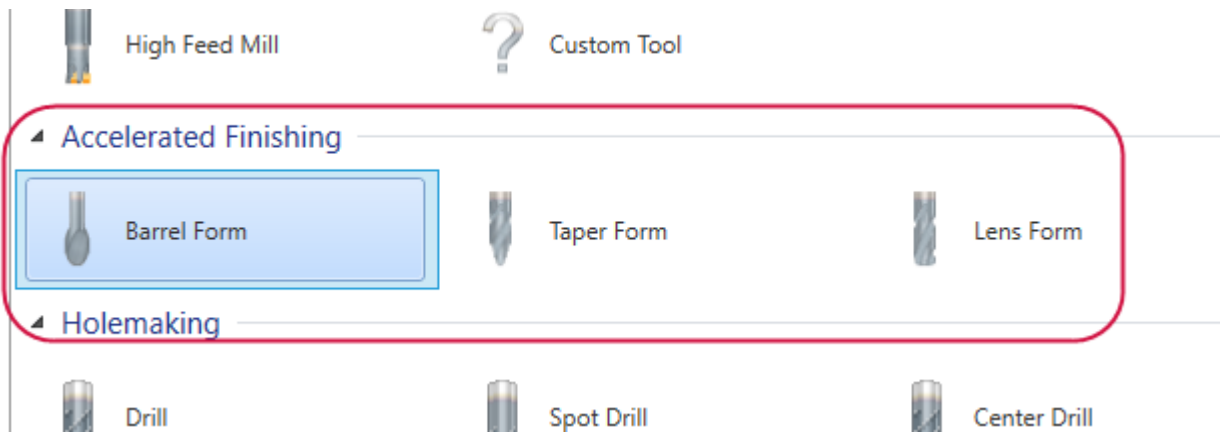 High Feed Mill Custom Tool
Accelerated Finishing
Barrel Form Taper Form Lens Form
Holemaking
Drill Spot Drill Center Drill